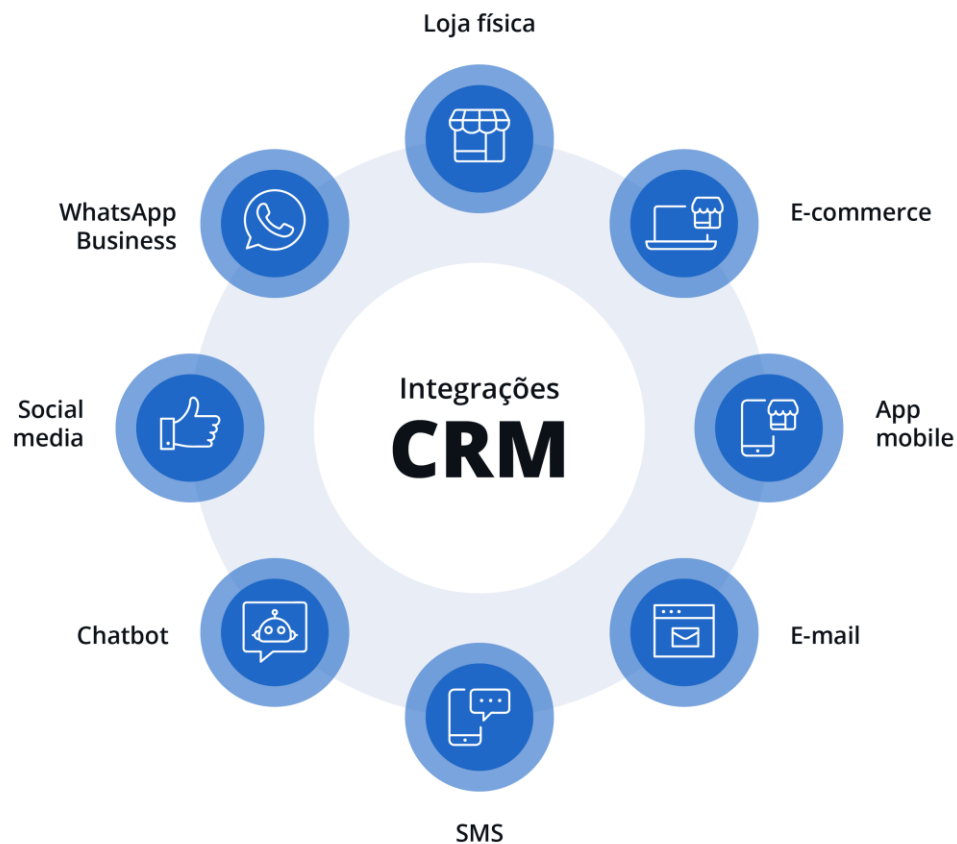 Loja física
E-commerce
App
mobile
E-mail
SMS
Chatbot
Social
media
WhatsApp
Business
Integrações
CRM